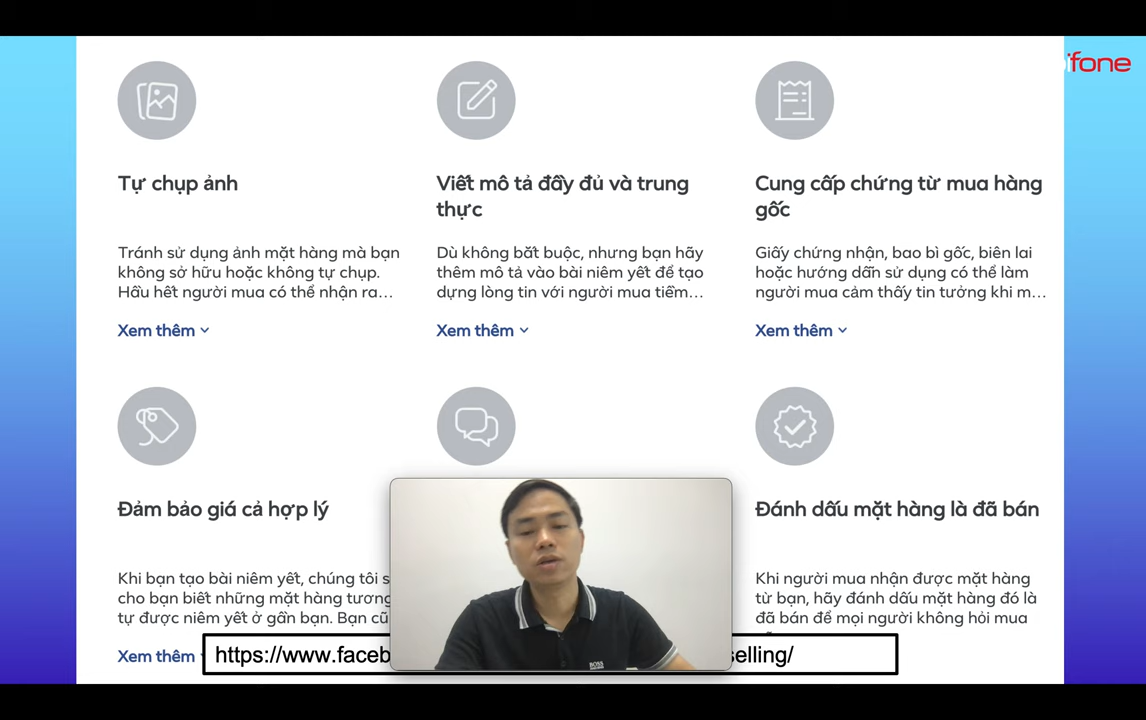 ifone
Tự chụp ảnh
Viết mô tả đầy đủ và trung
thực
Cung cấp chứng từ mua hàng
gốc
Tránh sử dụng ảnh mặt hàng mà bạn
không sở hữu hoặc không tự chụp.
Hầu hết người mua có thể nhận ra...
Dù không bắt buộc, nhưng bạn hãy
thêm mô tả vào bài niêm yết để tạo
dựng lòng tin với người mua tiềm...
Giấy chứng nhận, bao bì gốc, biên lai
hoặc hướng dẫn sử dụng có thể làm
người mua cảm thấy tin tưởng khi m...
Xem thêm
Xem thêm
Xem thêm
Đảm bảo giá cả hợp lý
Đánh dấu mặt hàng là đã bán
Khi bạn tạo bài niêm yết, chúng tôi s
cho bạn biết những mặt hàng tương
tự được niêm yết ở gần bạn. Bạn cũ
Khi người mua nhận được mặt hàng
từ bạn, hãy đánh dấu mặt hàng đó là
đã bán để mọi người không hỏi mua
Xem thêm
https://www.faceb selling/
BOSS